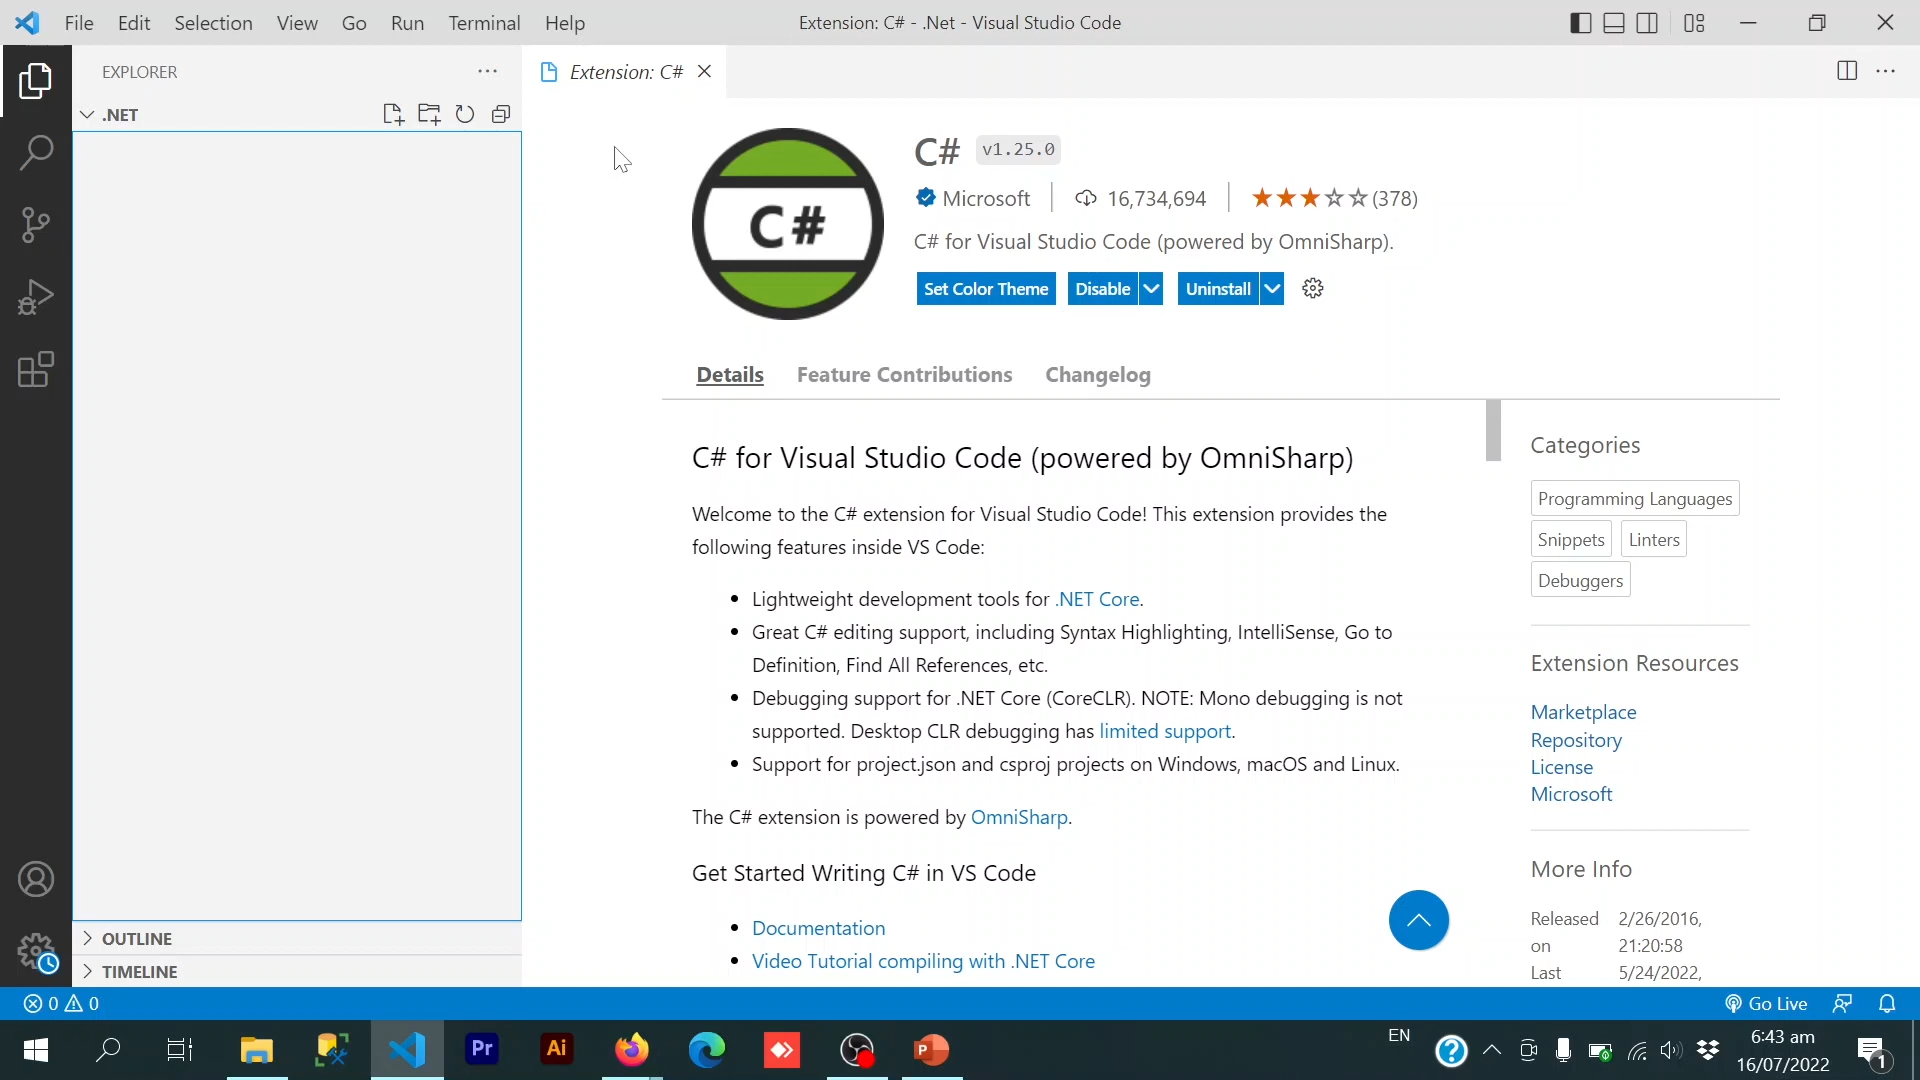 File Edit Selection View Go Run Terminal Help
Extension: C# - .Net - Visual Studio Code
EXPLORER
.NET
OUTLINE
TIMELINE
Extension: C#
C#
C# v1.25.0
Microsoft 16,734,694 (378)
C# for Visual Studio Code (powered by OmniSharp).
Set Color Theme Disable Uninstall
Details Feature Contributions Changelog
C# for Visual Studio Code (powered by OmniSharp)
Welcome to the C# extension for Visual Studio Code! This extension provides the
following features inside VS Code:
• Lightweight development tools for .NET Core.
• Great C# editing support, including Syntax Highlighting, IntelliSense, Go to
Definition, Find All References, etc.
• Debugging support for .NET Core (CoreCLR). NOTE: Mono debugging is not
supported. Desktop CLR debugging has limited support.
• Support for project.json and csproj projects on Windows, macOS and Linux.
The C# extension is powered by OmniSharp.
Get Started Writing C# in VS Code
• Documentation
• Video Tutorial compiling with .NET Core
Categories
Programming Languages
Snippets Linters
Debuggers
Extension Resources
Marketplace
Repository
License
Microsoft
More Info
Released 2/26/2016,
on 21:20:58
Last 5/24/2022,
0 0
Go Live
Pr
Ai
P
EN
?
6:43 am
16/07/2022
1